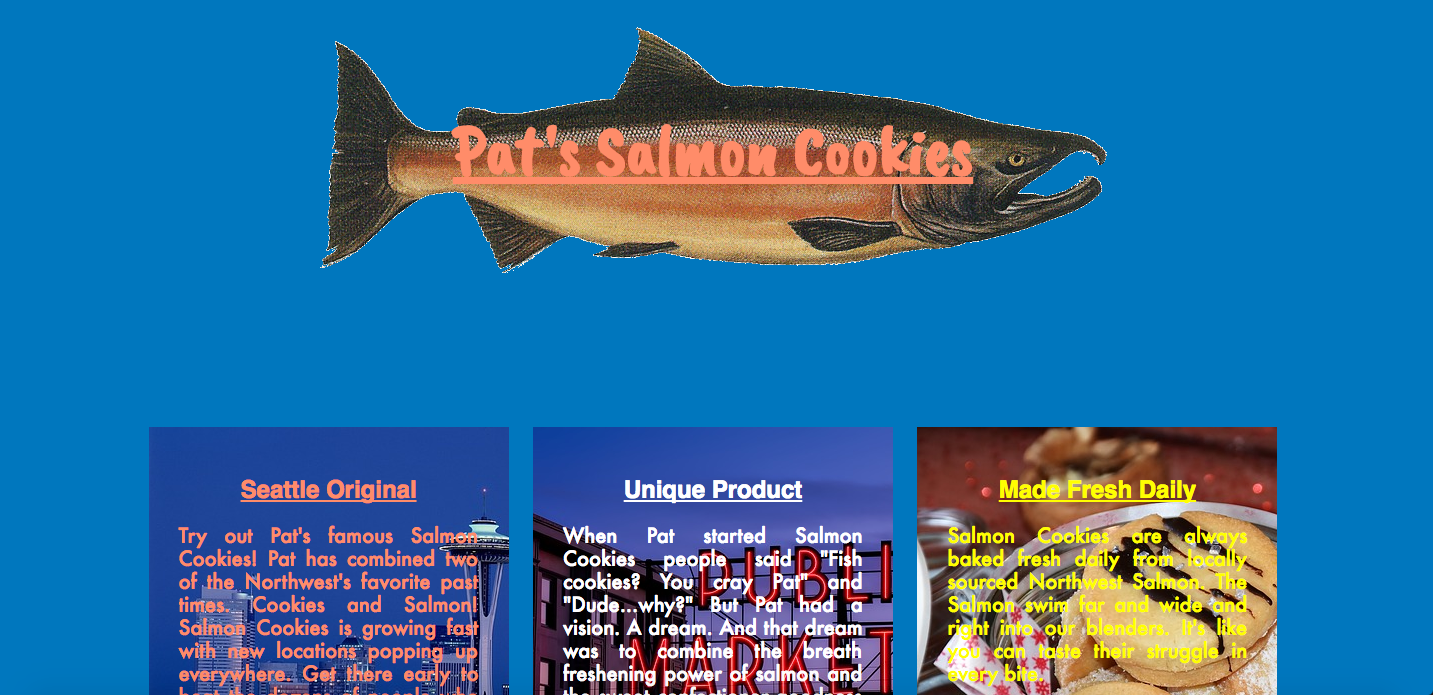 Pat's Salmon Cookies
Seattle Original
Try out Pat's famous Salmon
Cookies! Pat has combined two
of the Northwest's favorite past
times. Cookies and Salmon!
Salmon Cookies is growing fast
with new locations popping up
everywhere. Get there early to
Unique Product
When Pat started Salmon
Cookies people said "Fish
cookies? You cray Pat" and
"Dude...why?" But Pat had a
vision. A dream. And that dream
was to combine the breath
freshening power of salmon and
PUBLI
MARKET
Made Fresh Daily
Salmon Cookies are always
baked fresh daily from locally
sourced Northwest Salmon. The
Salmon swim far and wide and
right into our blenders. It's like
you can taste their struggle in
every bite.